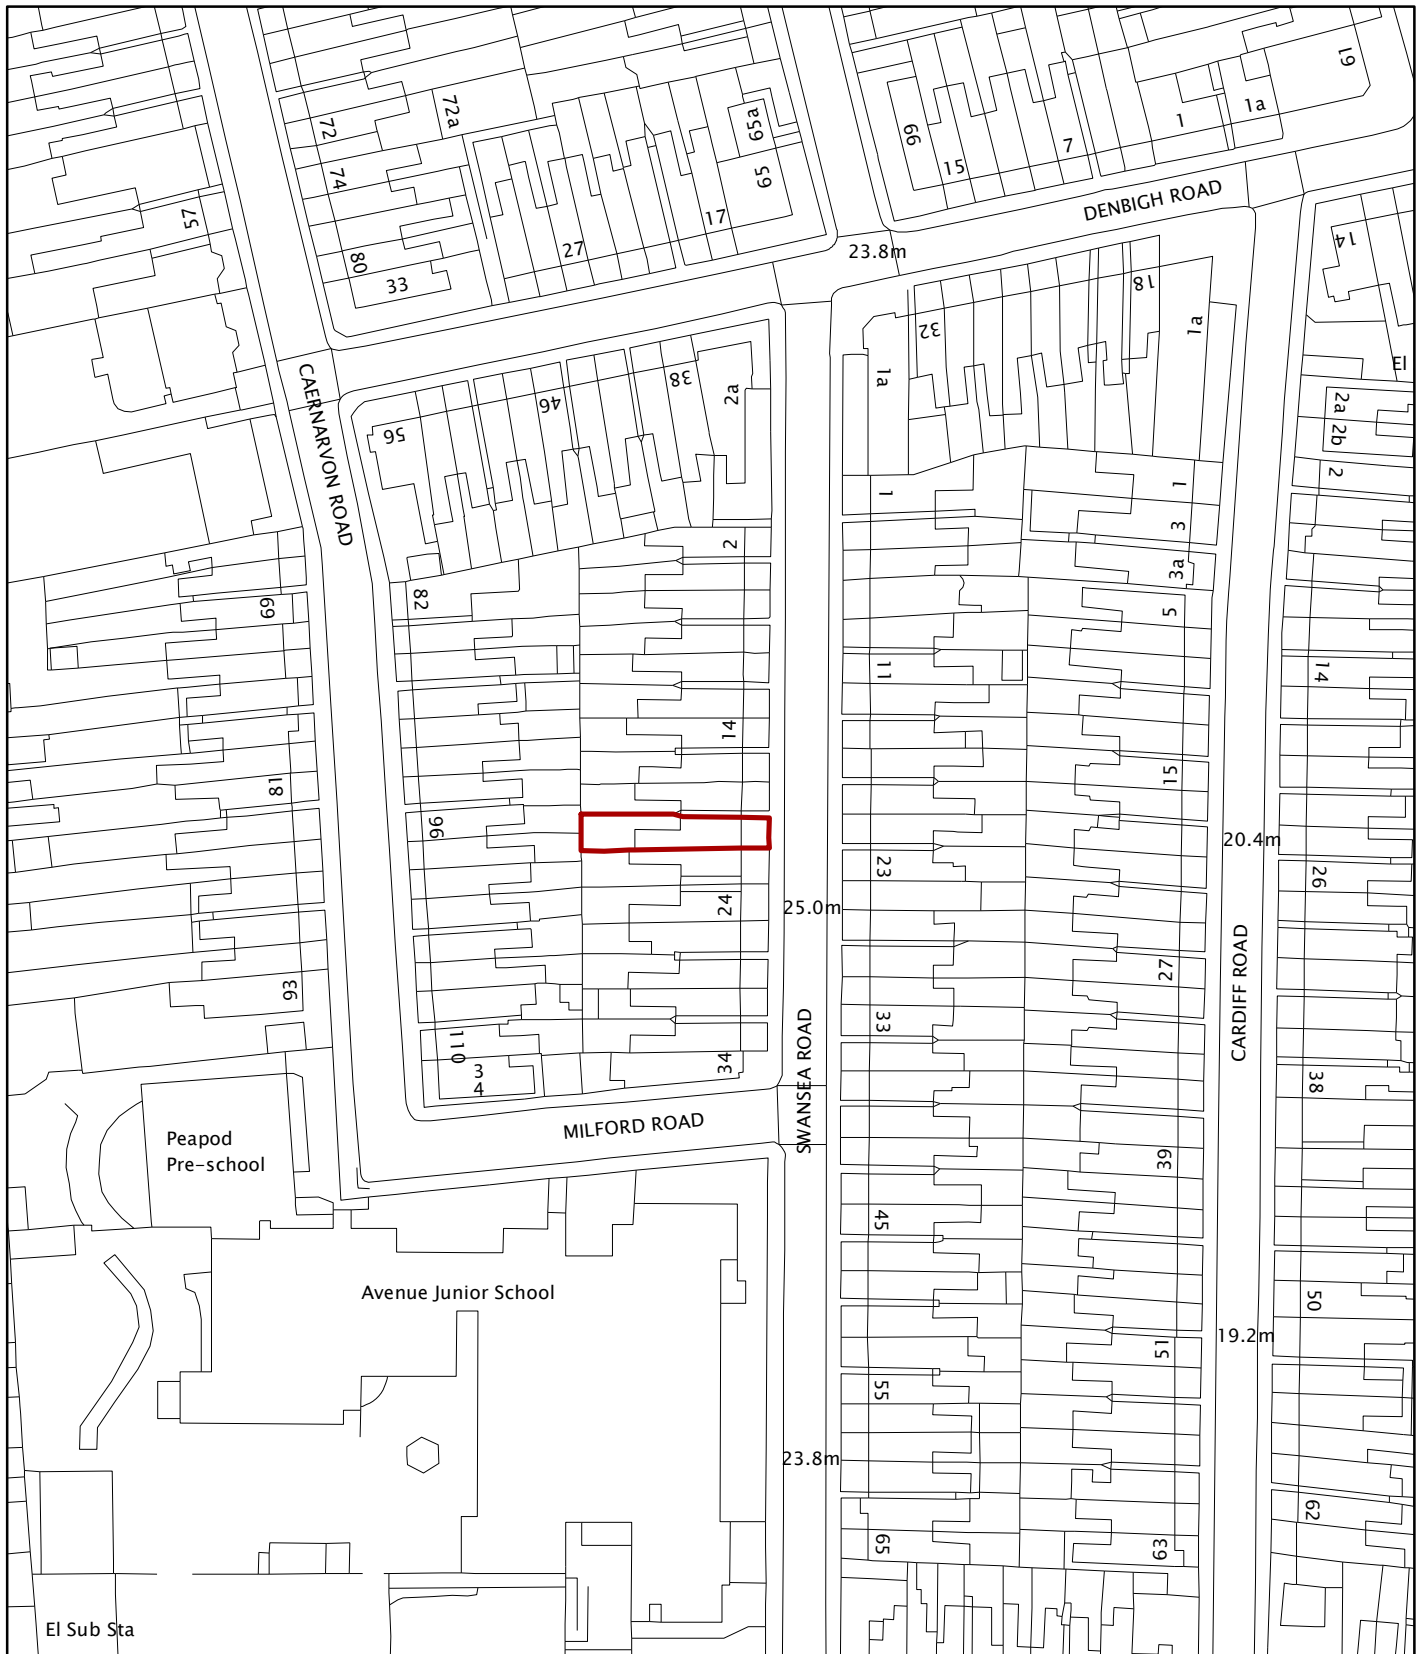 19
1a
1
7
15
66
72a
72
74
80
33
27
17
65a
65
57
DENBIGH ROAD
23.8m
14
18
1a
32
1a
El
38
46
56
2a
CAERNARVON ROAD
2a
2b
2
1
1
3
3a
2
82
69
5
11
14
14
15
81
96
20.4m
23
26
24
25.0m
27
93
33
CARDIFF ROAD
SWANSEA ROAD
110
3
4
34
38
MILFORD ROAD
Peapod
Pre-school
39
45
Avenue Junior School
50
19.2m
51
55
23.8m
62
65
63
El Sub Sta